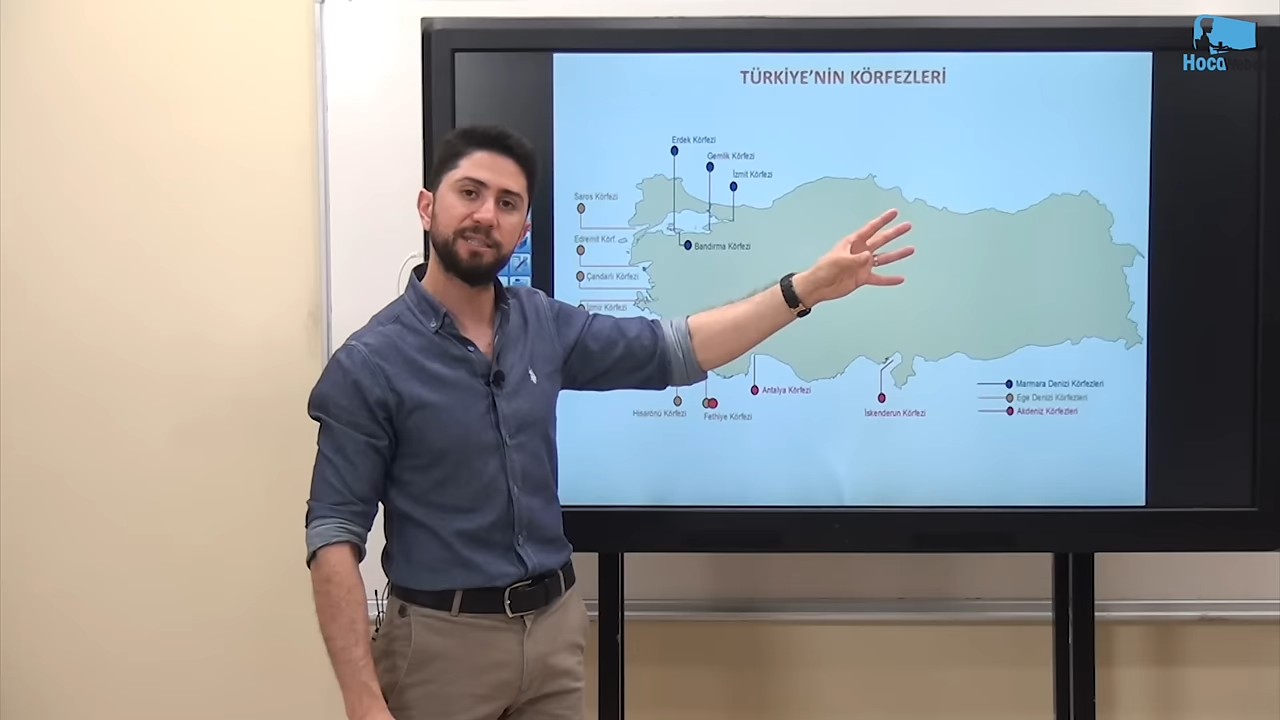 Hoca
TÜRKİYE'NİN KÖRFEZLERİ
Erdek Körfezi
Gemlik Körfezi
İzmit Körfezi
Saros Körfezi
Edremit Körf.
Bandırma Körfezi
Çandarlı Körfezi
İzmir Körfezi
Antalya Körfezi
Hisarönü Körfezi
Fethiye Körfezi
İskenderun Körfezi
Marmara Denizi Körfezleri
Ege Denizi Körfezleri
Akdeniz Körfezleri